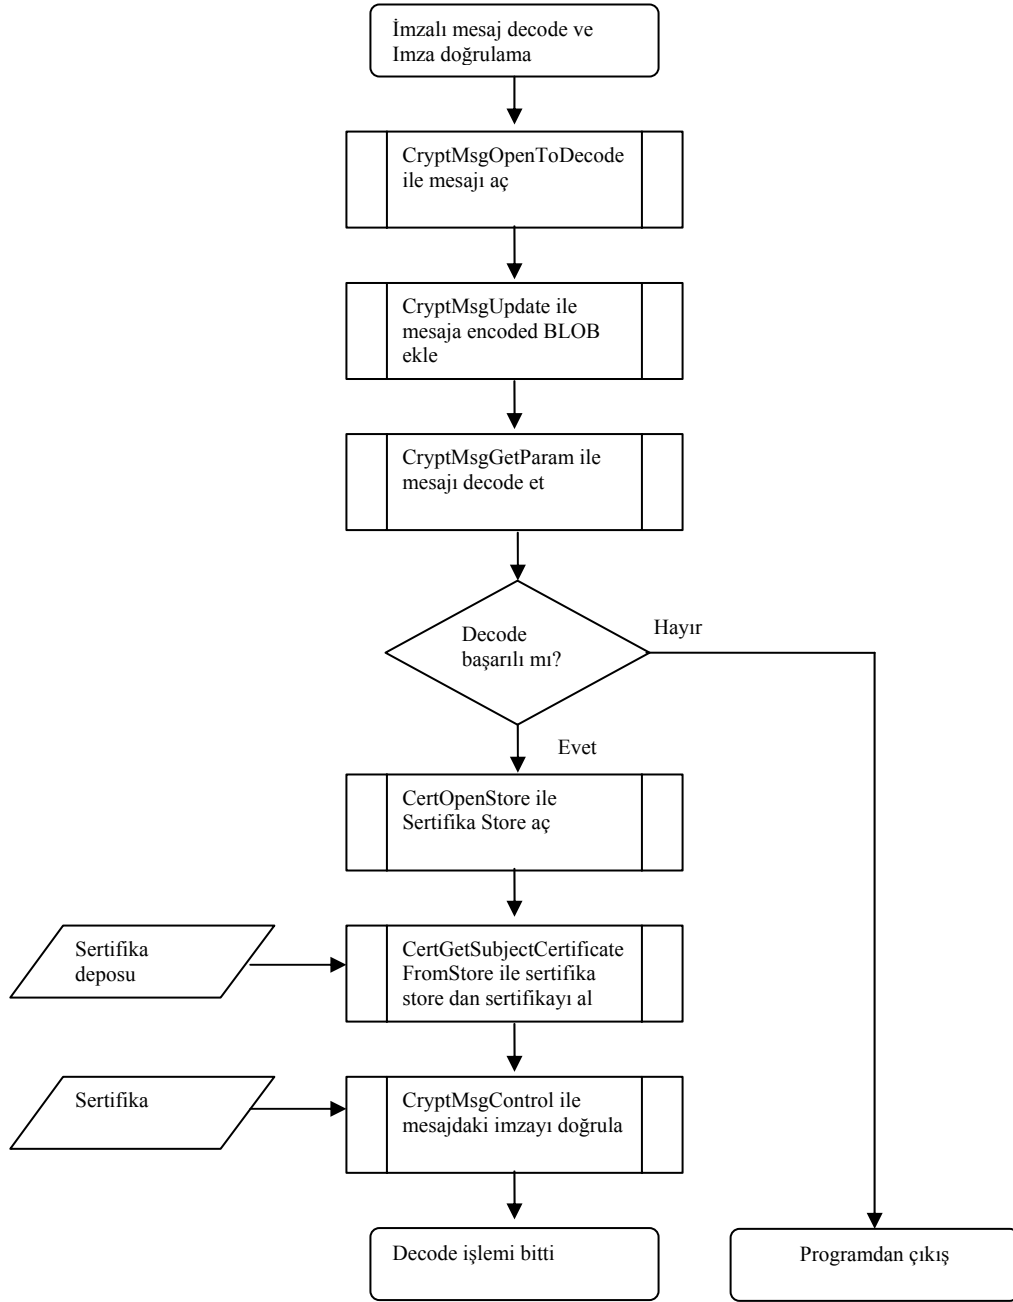 İmzalı mesaj decode ve
Imza doğrulama
CryptMsgOpenToDecode
ile mesajı aç
CryptMsgUpdate ile
mesaja encoded BLOB
ekle
CryptMsgGetParam ile
mesajı decode et
Decode
başarılı mı?
Hayır
Evet
CertOpenStore ile
Sertifika Store aç
Sertifika
deposu
CertGetSubjectCertificate
FromStore ile sertifika
store dan sertifikayı al
Sertifika
CryptMsgControl ile
mesajdaki imzayı doğrula
Decode işlemi bitti
Programdan çıkış